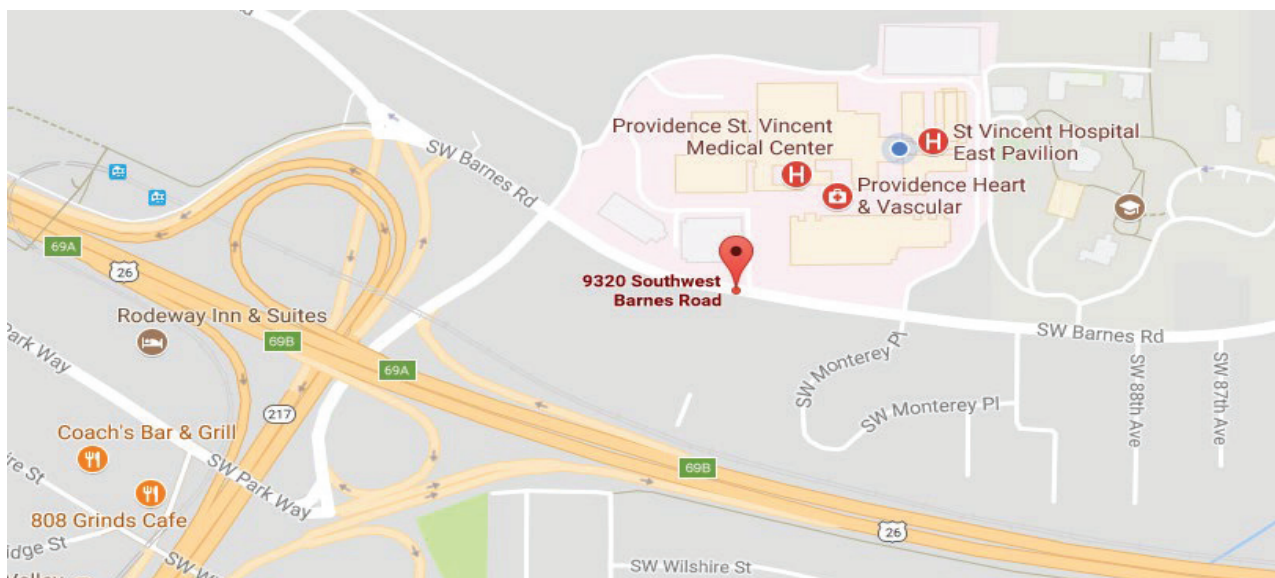 SW Barnes Rd
Providence St. Vincent
Medical Center
H
H
St Vincent Hospital
East Pavilion
Providence Heart
& Vascular
69A
26
9320 Southwest
Barnes Road
Rodeway Inn & Suites
69B
69A
SW Barnes Rd
SW Monterey Pl
SW Monterey Pl
SW 88th Ave
SW 87th Ave
Park Way
217
Coach's Bar & Grill
SW Park Way
69B
808 Grinds Cafe
26
SW Wilshire St